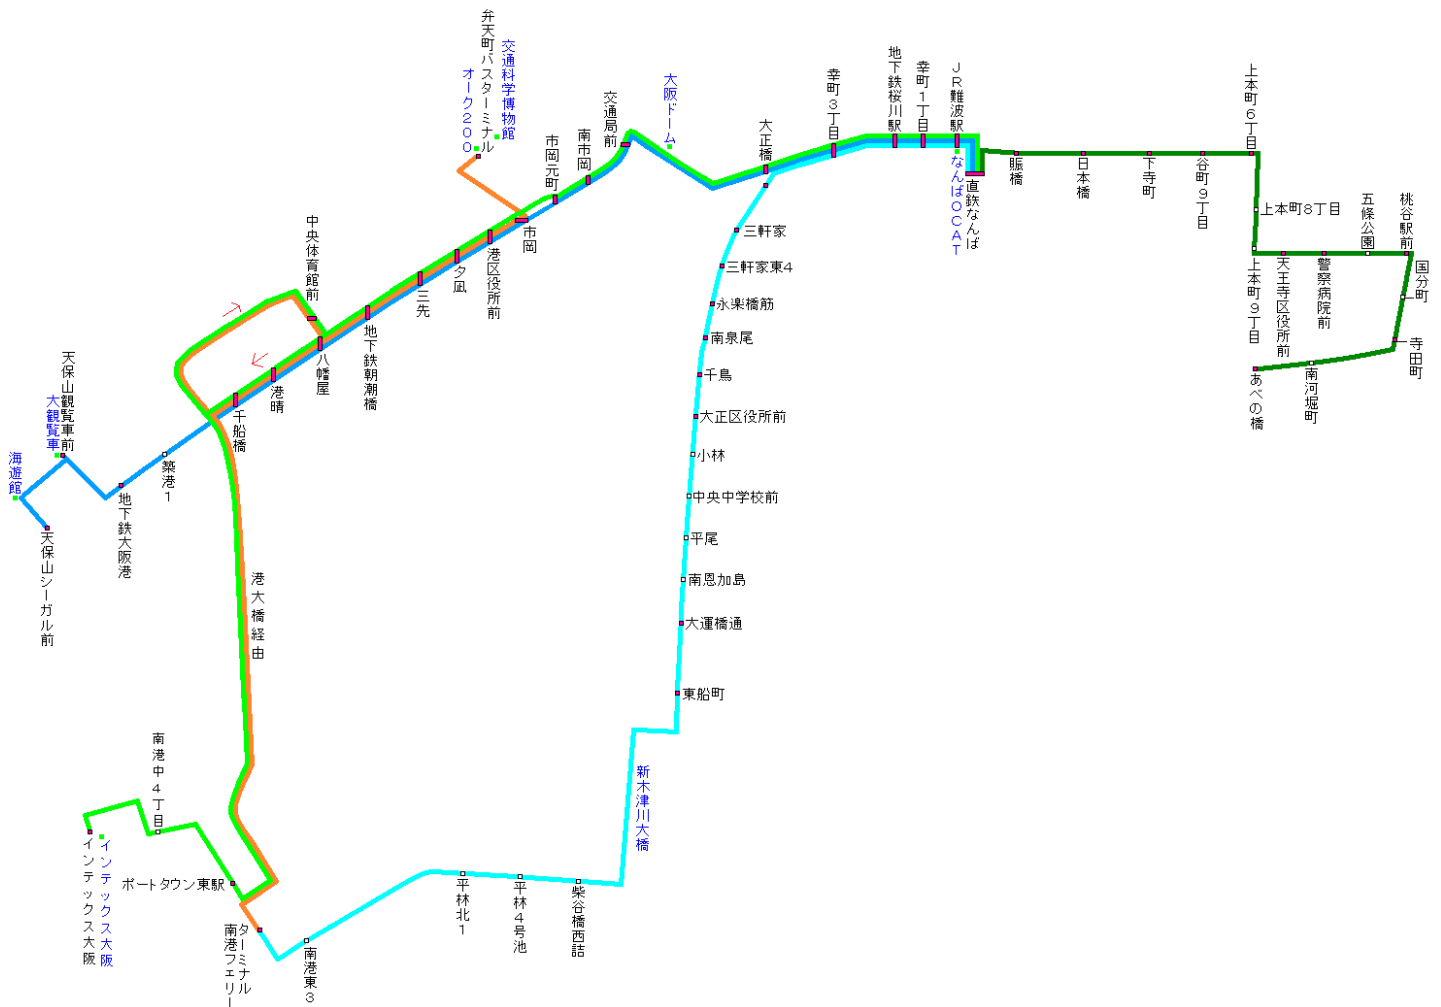 弁天町バスターミナル
交通科学博物館
オーク200
市岡元町
南市岡
交通局前
大阪ドーム
大正橋
幸町3丁目
地下鉄桜川駅
幸町1丁目
JR難波駅
なんばOCAT
直鉄なんば
賑橋
日本橋
下寺町
谷町9丁目
上本町6丁目
上本町8丁目
上本町9丁目
天王寺区役所前
警察病院前
五條公園
桃谷駅前
国分町
寺田町
南河堀町
あべの橋
市岡
港区役所前
夕凪
三先
地下鉄朝潮橋
中央体育館前
八幡屋
港晴
千船橋
天保山観覧車前
大観覧車
海遊館
築港1
地下鉄大阪港
天保山シーガル前
三軒家
三軒家東4
永楽橋筋
南泉尾
千鳥
大正区役所前
小林
中央中学校前
平尾
南恩加島
大運橋通
東船町
新木津川大橋
港大橋経由
南港中4丁目
インテックス大阪
インテックス大阪
ポートタウン東駅
南港フェリー
ターミナル
南港東3
平林北1
平林4号池
柴谷橋西詰